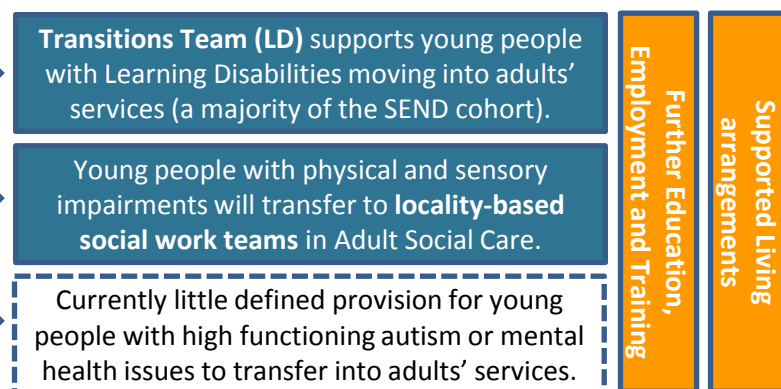 Transitions Team (LD) supports young people
with Learning Disabilities moving into adults’
services (a majority of the SEND cohort).
Young people with physical and sensory
impairments will transfer to locality-based
social work teams in Adult Social Care.
Currently little defined provision for young
people with high functioning autism or mental
health issues to transfer into adults’ services.
Further Education,
Employment and Training
Supported Living
arrangements